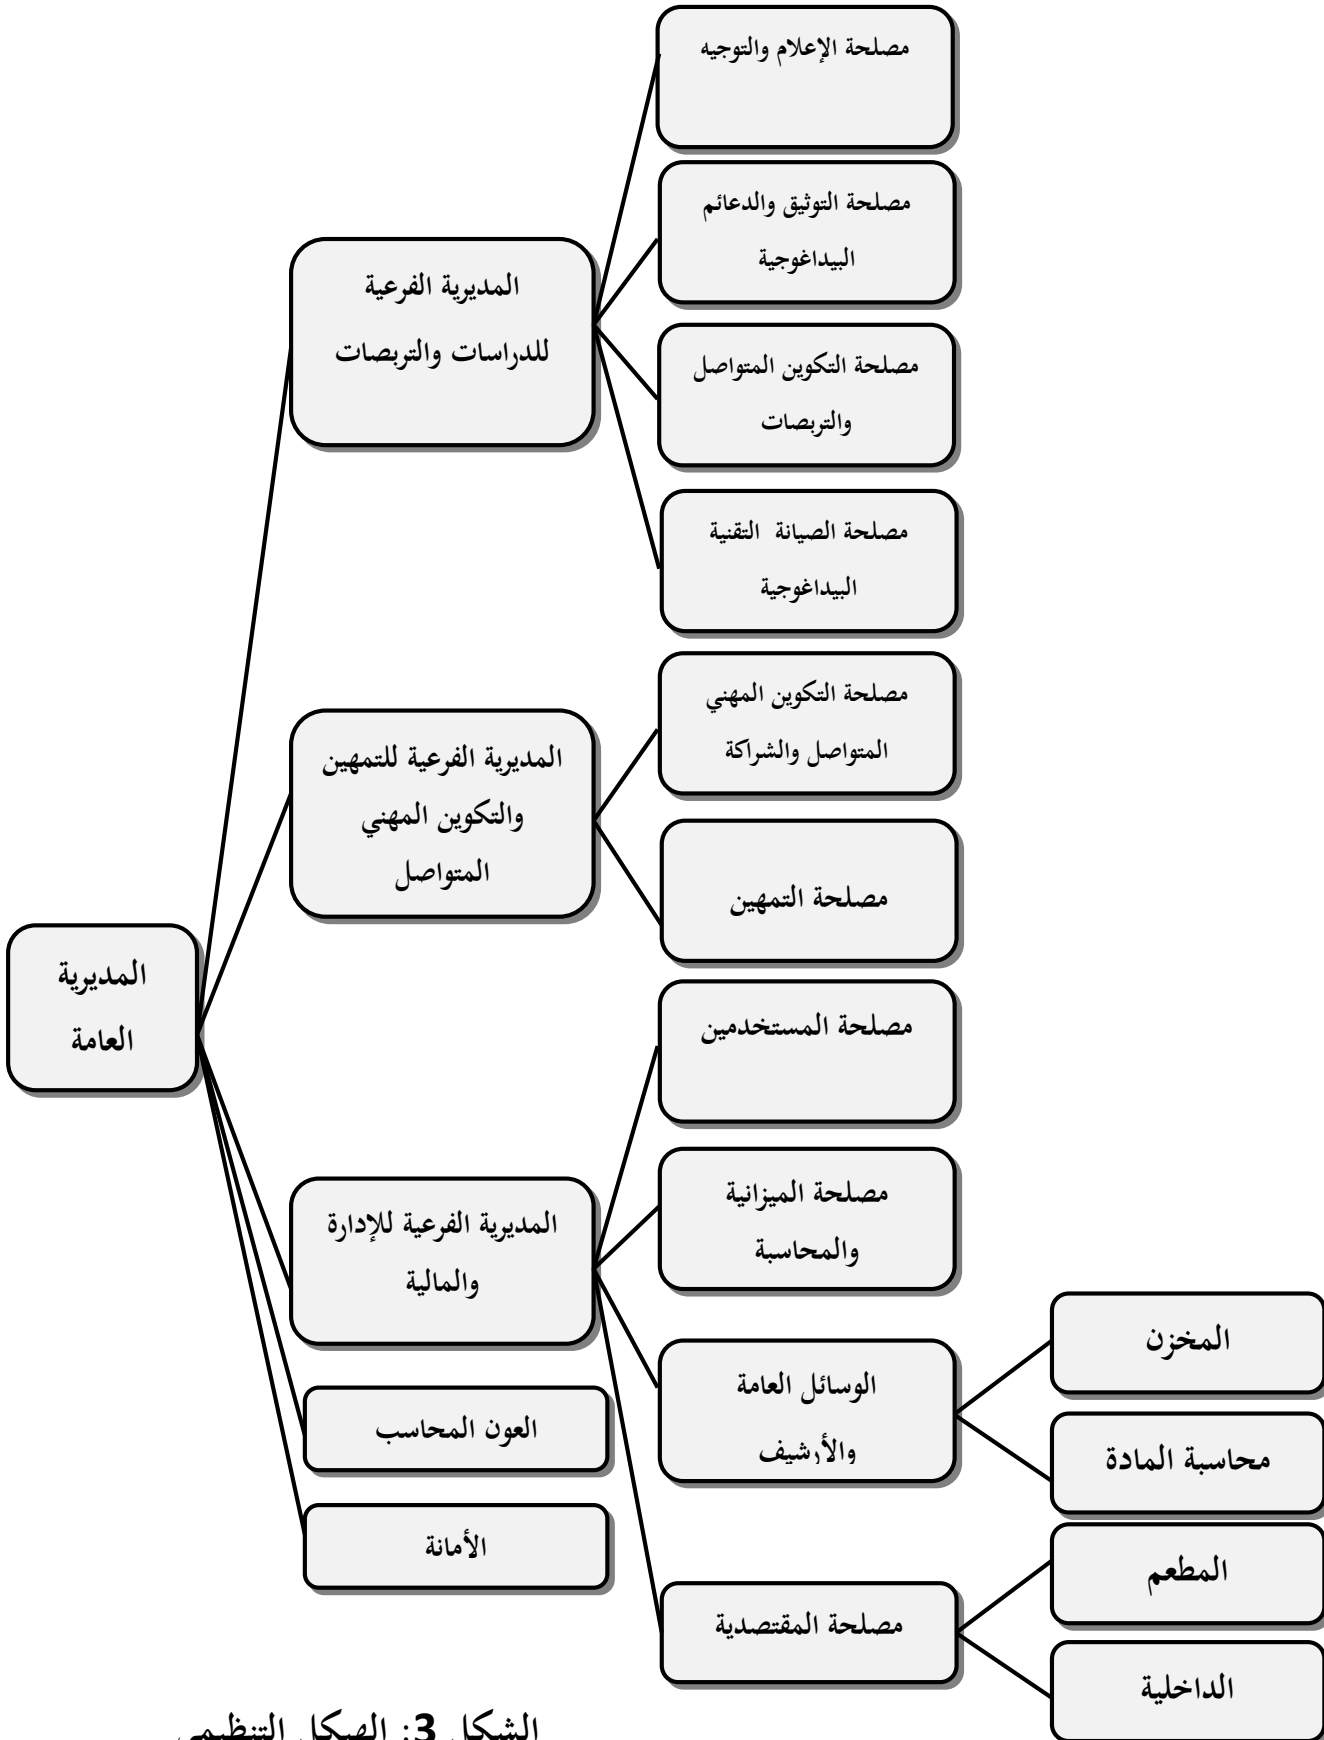 مصلحة الإعلام والتوجيه
مصلحة التوثيق والدعائم
البيداغوجية
المديرية الفرعية
للدراسات والتربصات
مصلحة التكوين المتواصل
والتربصات
مصلحة الصيانة التقنية
البيداغوجية
مصلحة التكوين المهني
المتواصل والشراكة
المديرية الفرعية للتمهين
والتكوين المهني
المتواصل
مصلحة التمهين
المديرية
العامة
مصلحة المستخدمين
مصلحة الميزانية
والمحاسبة
المديرية الفرعية للإدارة
والمالية
الوسائل العامة
والأرشيف
المخزن
محاسبة المادة
العون المحاسب
الأمانة
مصلحة المقتصدية
المطعم
الداخلية
الشكل 3: الهيكل التنظيمي